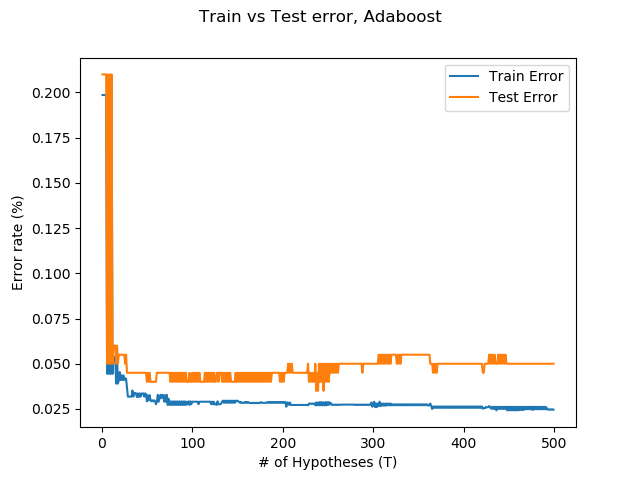 Train vs Test error, Adaboost
Train Error
Test Error
0.200
0.175
0.150
0.125
0.100
0.075
0.050
0.025
Error rate (%)
0
100
200
300
400
500
# of Hypotheses (T)